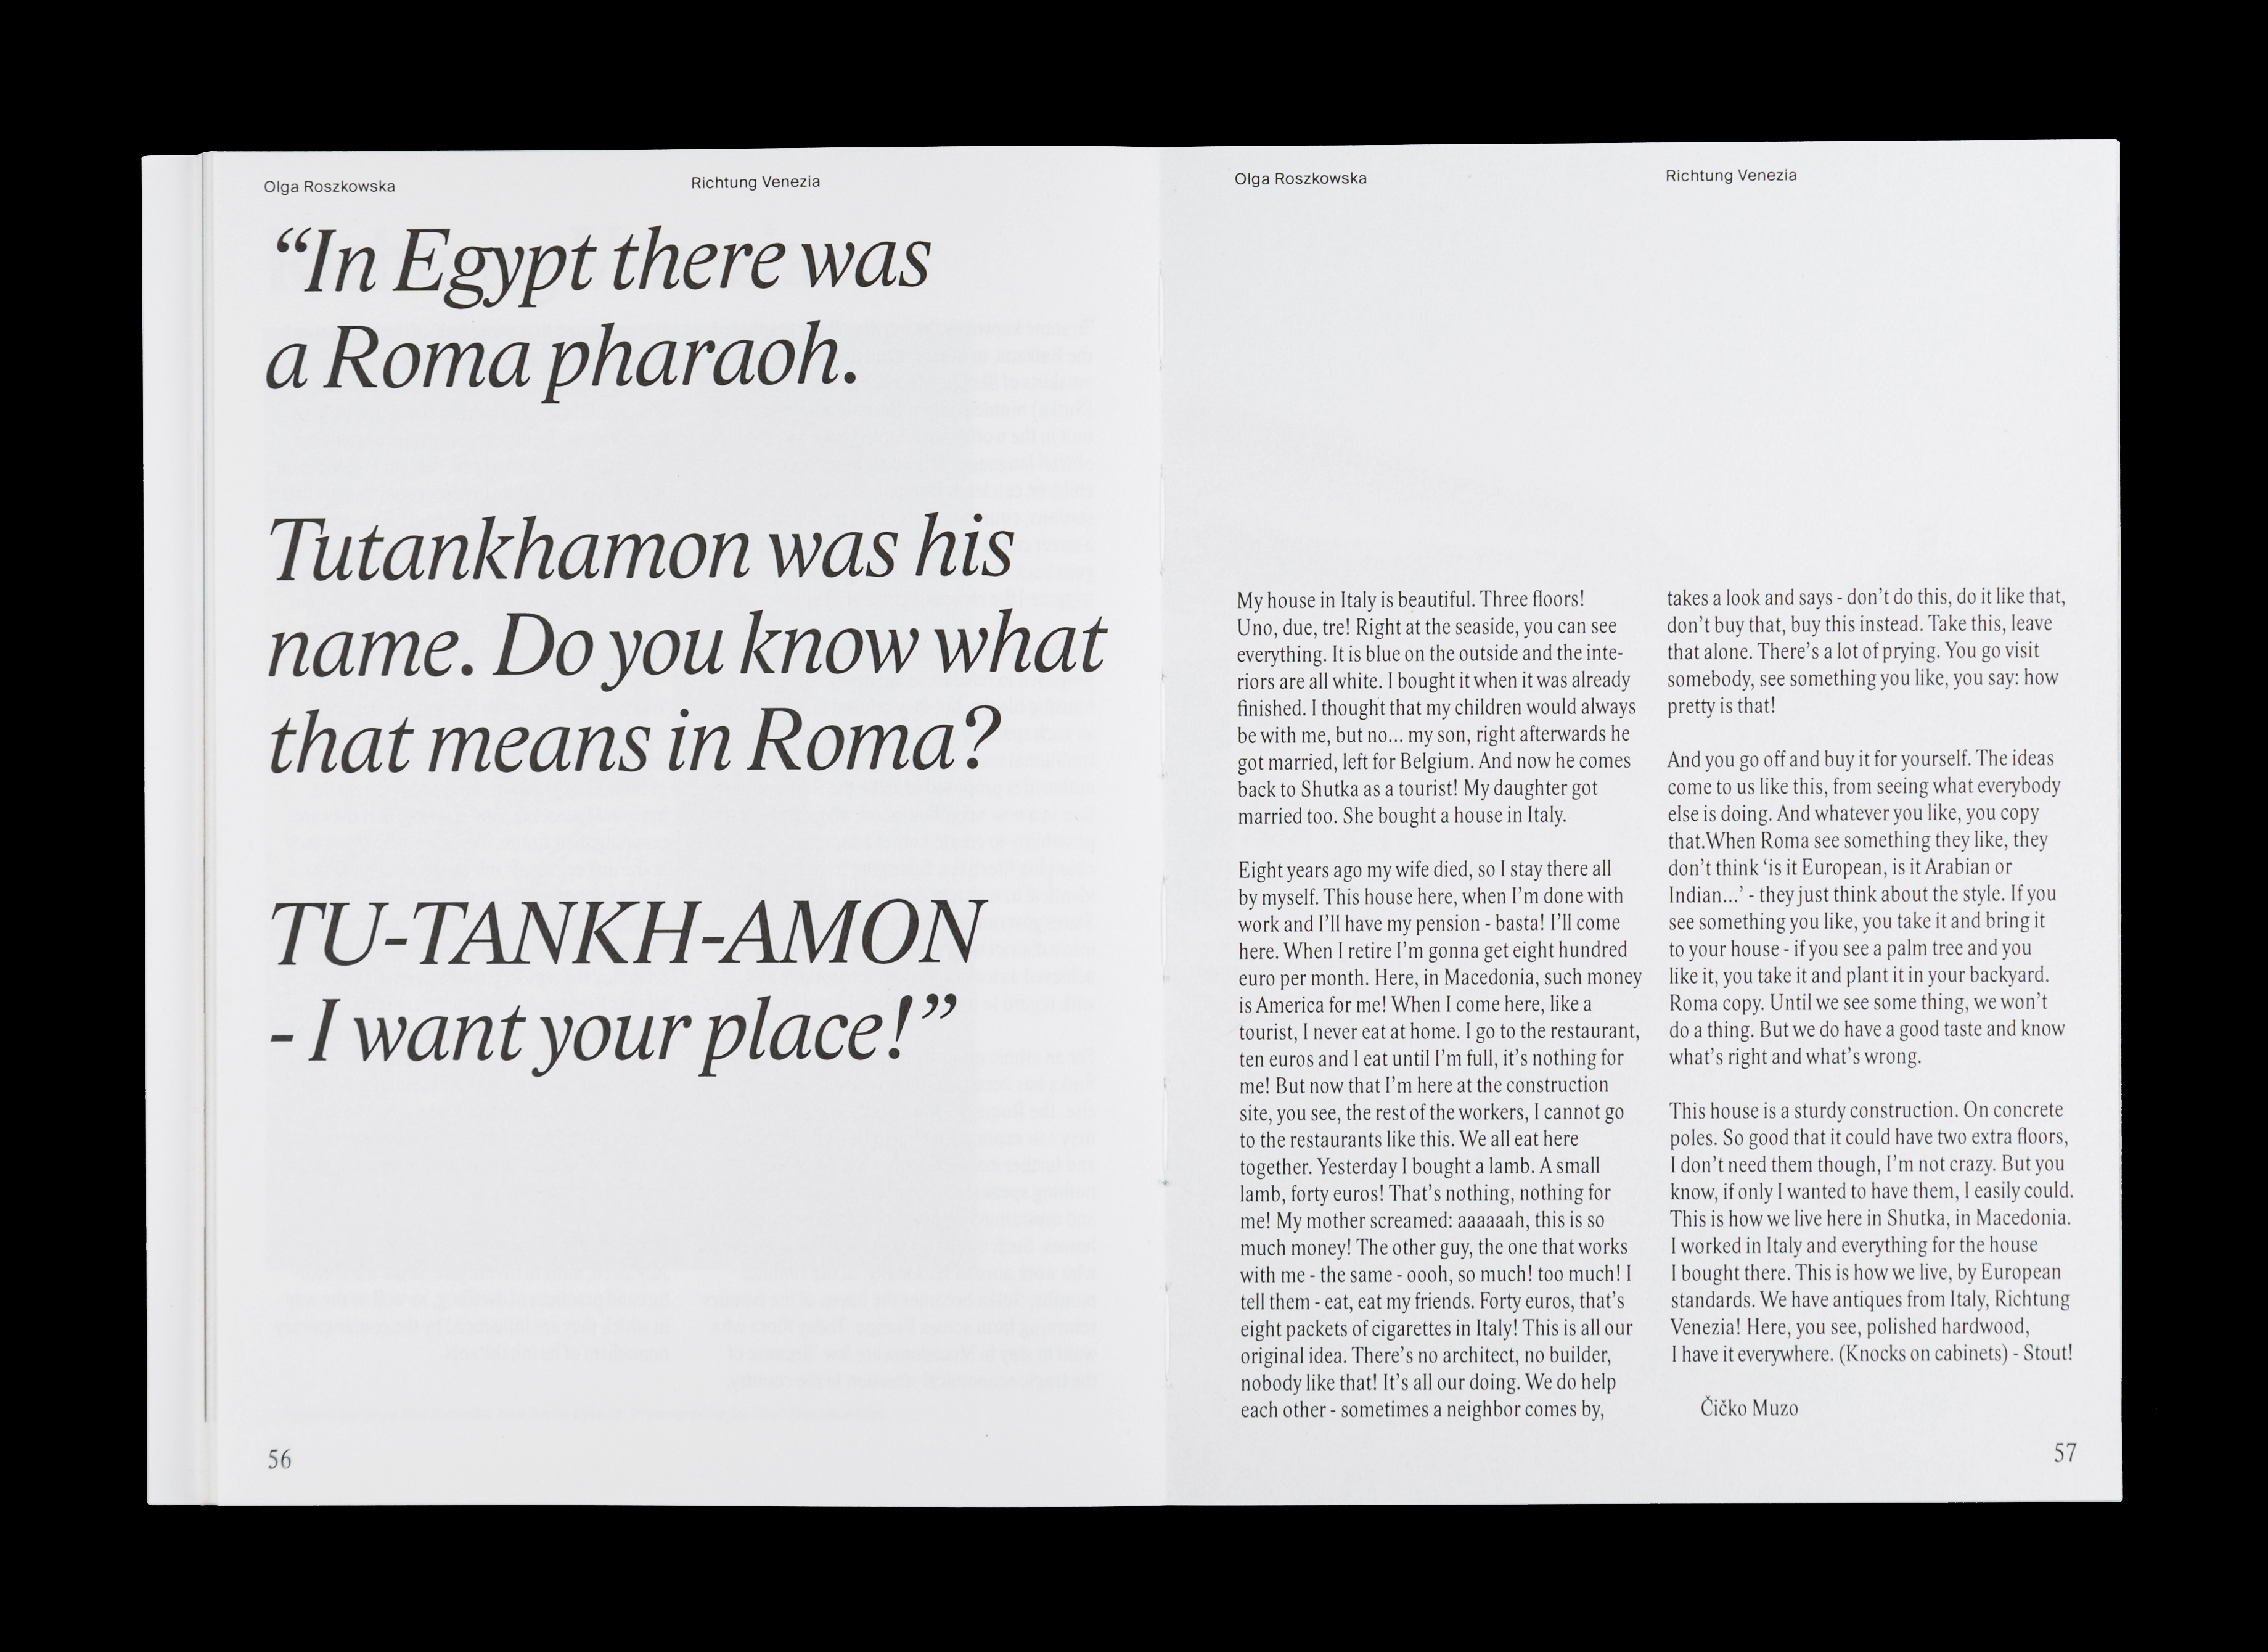 Olga Roszkowska
Richtung Venezia
“In Egypt there was
a Roma pharaoh.
Tutankhamon was his
name. Do you know what
that means in Roma?
TU-TANKH-AMON
- I want your place!”
56
Olga Roszkowska
Richtung Venezia
My house in Italy is beautiful. Three floors!
Uno, due, tre! Right at the seaside, you can see
everything. It is blue on the outside and the inte-
riors are all white. I bought it when it was already
finished. I thought that my children would always
be with me, but no... my son, right afterwards he
got married, left for Belgium. And now he comes
back to Shutka as a tourist! My daughter got
married too. She bought a house in Italy.
Eight years ago my wife died, so I stay there all
by myself. This house here, when I’m done with
work and I’ll have my pension - basta! I’ll come
here. When I retire I’m gonna get eight hundred
euro per month. Here, in Macedonia, such money
is America for me! When I come here, like a
tourist, I never eat at home. I go to the restaurant,
ten euros and I eat until I’m full, it’s nothing for
me! But now that I’m here at the construction
site, you see, the rest of the workers, I cannot go
to the restaurants like this. We all eat here
together. Yesterday I bought a lamb. A small
lamb, forty euros! That’s nothing, nothing for
me! My mother screamed: aaaaaah, this is so
much money! The other guy, the one that works
with me - the same - oooh, so much! too much! I
tell them - eat, eat my friends. Forty euros, that’s
eight packets of cigarettes in Italy! This is all our
original idea. There’s no architect, no builder,
nobody like that! It’s all our doing. We do help
each other - sometimes a neighbor comes by,
takes a look and says - don’t do this, do it like that,
don’t buy that, buy this instead. Take this, leave
that alone. There’s a lot of prying. You go visit
somebody, see something you like, you say: how
pretty is that!
And you go off and buy it for yourself. The ideas
come to us like this, from seeing what everybody
else is doing. And whatever you like, you copy
that.When Roma see something they like, they
don’t think ‘is it European, is it Arabian or
Indian...’ - they just think about the style. If you
see something you like, you take it and bring it
to your house - if you see a palm tree and you
like it, you take it and plant it in your backyard.
Roma copy. Until we see some thing, we won’t
do a thing. But we do have a good taste and know
what’s right and what’s wrong.
This house is a sturdy construction. On concrete
poles. So good that it could have two extra floors,
I don’t need them though, I’m not crazy. But you
know, if only I wanted to have them, I easily could.
This is how we live here in Shutka, in Macedonia.
I worked in Italy and everything for the house
I bought there. This is how we live, by European
standards. We have antiques from Italy, Richtung
Venezia! Here, you see, polished hardwood,
I have it everywhere. (Knocks on cabinets) - Stout!
Čičko Muzo
57